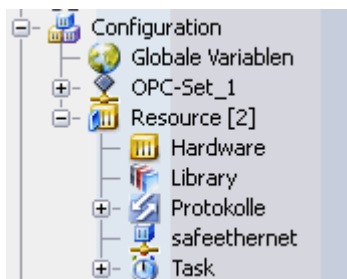 Configuration
Globale Variablen
OPC-Set_1
Resource [2]
Hardware
Library
Protokolle
safeethernet
Task